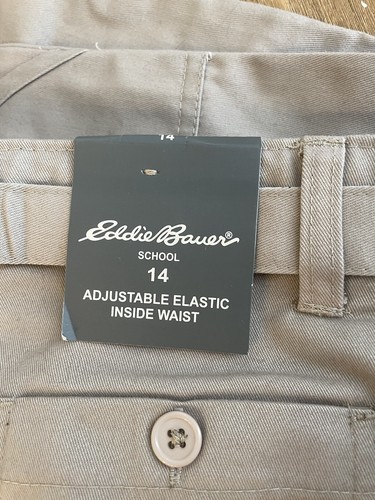 14
Eddie Bauer®
SCHOOL
14
ADJUSTABLE ELASTIC
INSIDE WAIST